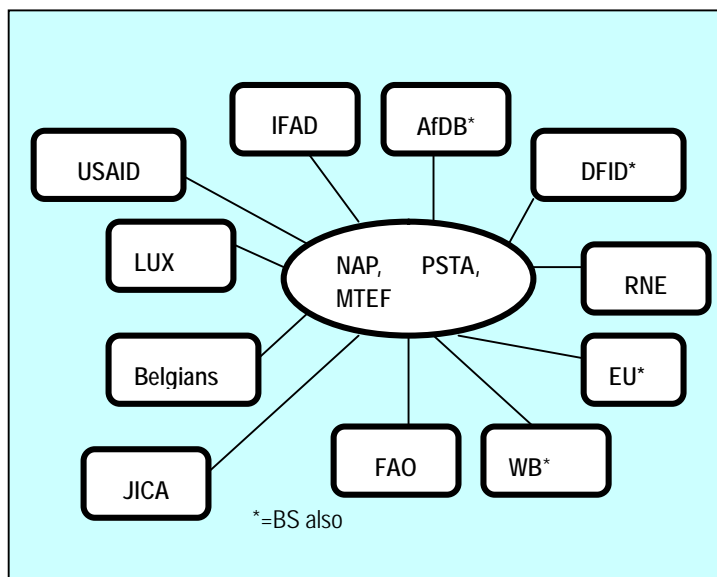 IFAD
AfDB*
USAID
DFID*
LUX
NAP, PSTA,
MTEF
RNE
Belgians
EU*
FAO
WB*
JICA
*=BS also